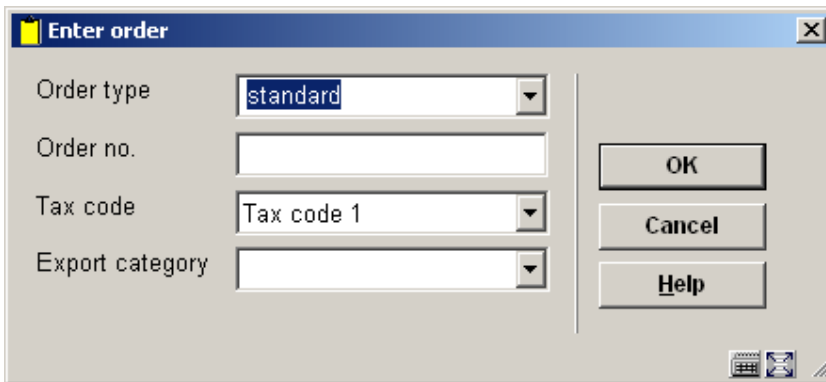 Enter order
Order type standard
Order no.
OK
Tax code Tax code 1
Cancel
Export category
Help